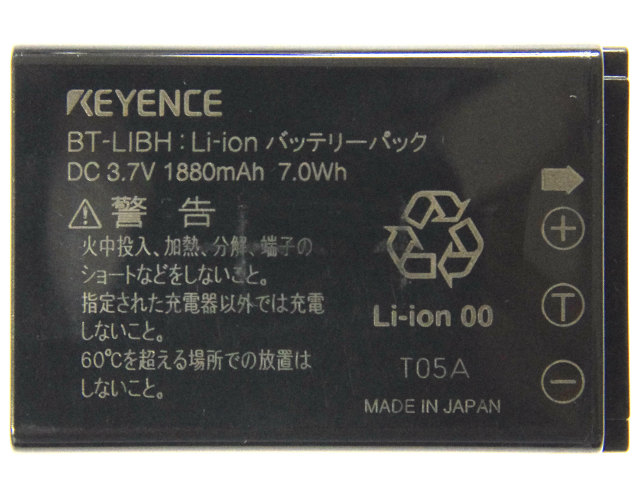 KEYENCE
BT-LIBH : Li-ion バッテリーパック
DC 3.7V 1880mAh 7.0Wh
警 告
火中投入、加熱、分解、端子の
ショートなどをしないこと。
指定された充電器以外では充電
しないこと。
60℃を超える場所での放置は
しないこと。
Li-ion 00
T05A
MADE IN JAPAN
+
T
−